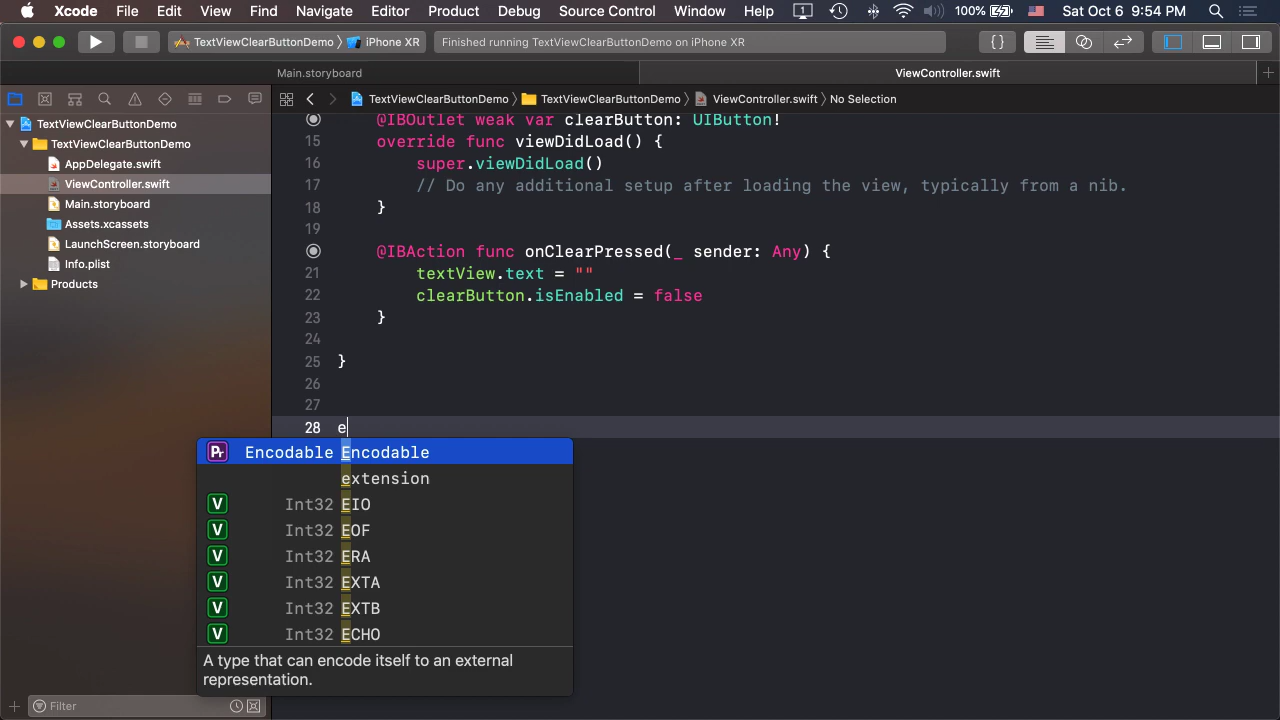 Xcode File Edit View Find Navigate Editor Product Debug Source Control Window Help 1 100% Sat Oct 6 9:54 PM
TextViewClearButtonDemo iPhone XR Finished running TextViewClearButtonDemo on iPhone XR {}
Main.storyboard ViewController.swift
TextViewClearButtonDemo TextViewClearButtonDemo ViewController.swift No Selection
TextViewClearButtonDemo
TextViewClearButtonDemo
AppDelegate.swift
ViewController.swift
Main.storyboard
Assets.xcassets
LaunchScreen.storyboard
Info.plist
Products
@IBOutlet weak var clearButton: UIButton!
15 override func viewDidLoad() {
16 super.viewDidLoad()
17 // Do any additional setup after loading the view, typically from a nib.
18 }
19
@IBAction func onClearPressed(_ sender: Any) {
21 textView.text = ""
22 clearButton.isEnabled = false
23 }
24
25 }
26
27
28 e
Pr Encodable Encodable
extension
V Int32 EIO
V Int32 EOF
V Int32 ERA
V Int32 EXTA
V Int32 EXTB
V Int32 ECHO
A type that can encode itself to an external
representation.
Filter